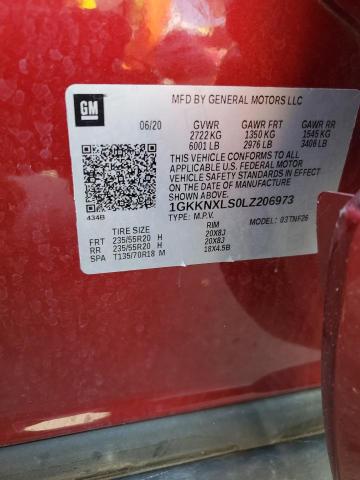 GM
MFD BY GENERAL MOTORS LLC
06/20 GVWR GAWR FRT GAWR RR
2722 KG 1350 KG 1545 KG
6001 LB 2976 LB 3406 LB
THIS VEHICLE CONFORMS TO ALL APPLICABLE
U.S. FEDERAL MOTOR
VEHICLE SAFETY
STANDARDS IN EFFECT ON THE DATE OF
MANUFACTURE SHOWN ABOVE.
1GKKNXLS0LZ206973
434B
TYPE: M.P.V. MODEL: 03TNF26
TIRE SIZE RIM
FRT 235/55R20 H 20X8J
RR 235/55R20 H 20X8J
SPA T135/70R18 M 18X4.5B